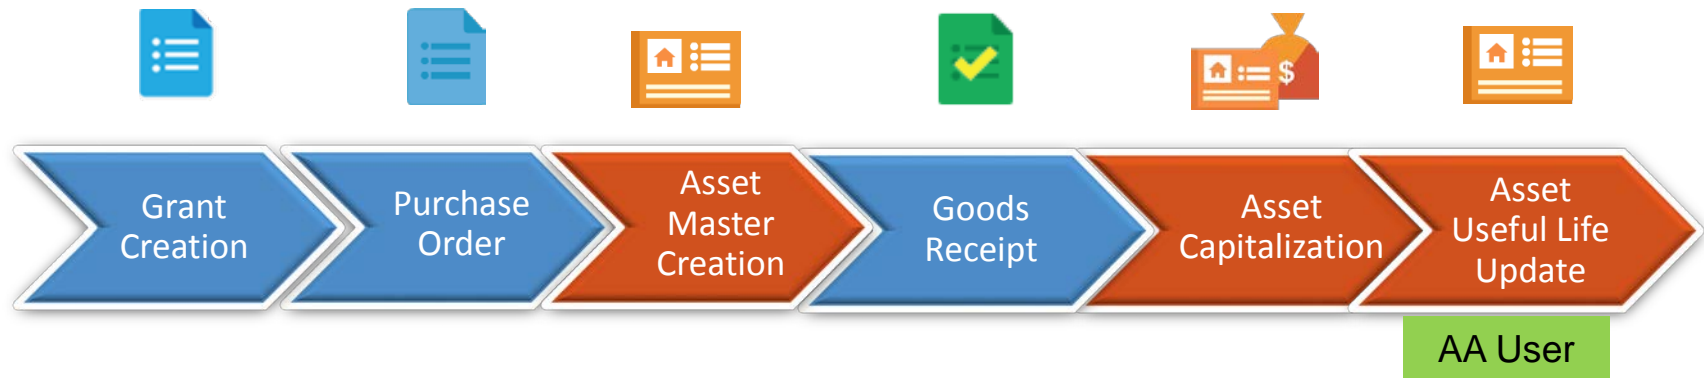 $
Grant
Creation
Purchase
Order
Asset
Master
Creation
Goods
Receipt
Asset
Capitalization
Asset
Useful Life
Update
AA User